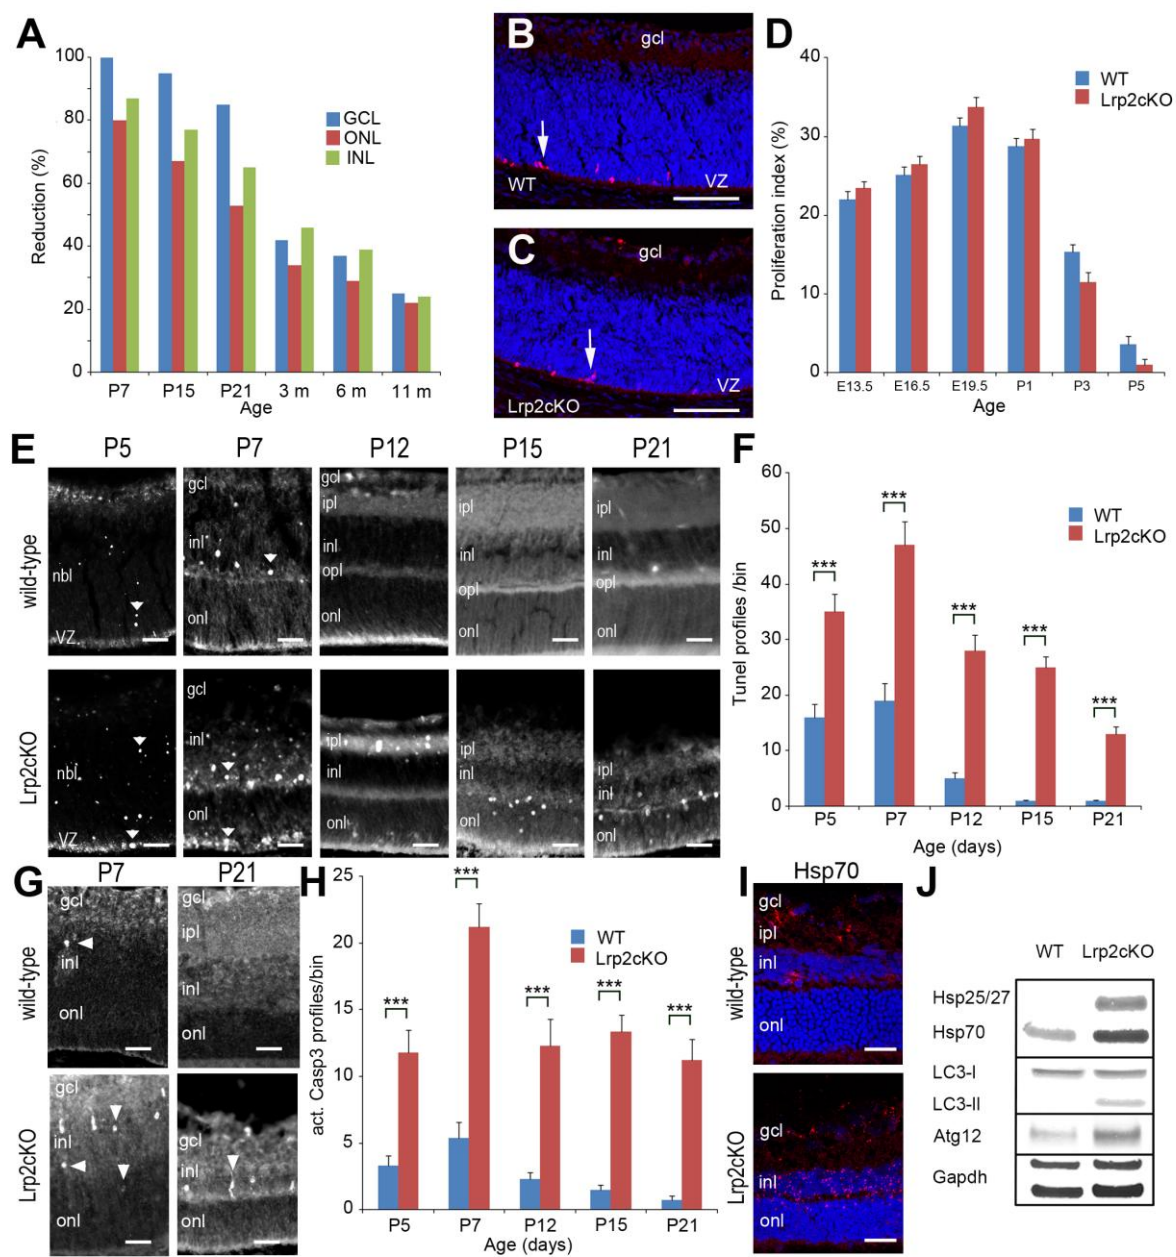 A
100
80
60
40
20
0
Reduction (%)
GCL
ONL
INL
P7 P15 P21 3 m 6 m 11 m
Age
B
gcl
WT
VZ
C
gcl
Lrp2cKO
VZ
D
40
30
20
10
0
Proliferation index (%)
WT
Lrp2cKO
E13.5 E16.5 E19.5 P1 P3 P5
Age
E
P5 P7 P12 P15 P21
wild-type
nbl
VZ
gcl
inl*
onl
gcl
ipl
inl
opl
onl
ipl
inl
opl
onl
ipl
inl
opl
onl
Lrp2cKO
nbl
VZ
gcl
inl*
onl
ipl
inl
onl
ipl
inl
onl
ipl
inl
onl
F
60
50
40
30
20
10
0
Tunel profiles /bin
WT
Lrp2cKO
***
***
***
***
***
P5 P7 P12 P15 P21
Age (days)
G
P7 P21
wild-type
gcl
inl
onl
gcl
ipl
inl
onl
Lrp2cKO
gcl
inl
onl
gcl
inl
onl
H
25
20
15
10
5
0
act. Casp3 profiles/bin
WT
Lrp2cKO
***
***
***
***
***
P5 P7 P12 P15 P21
Age (days)
I
Hsp70
wild-type
gcl
ipl
inl
onl
Lrp2cKO
gcl
inl
onl
J
WT Lrp2cKO
Hsp25/27
Hsp70
LC3-I
LC3-II
Atg12
Gapdh